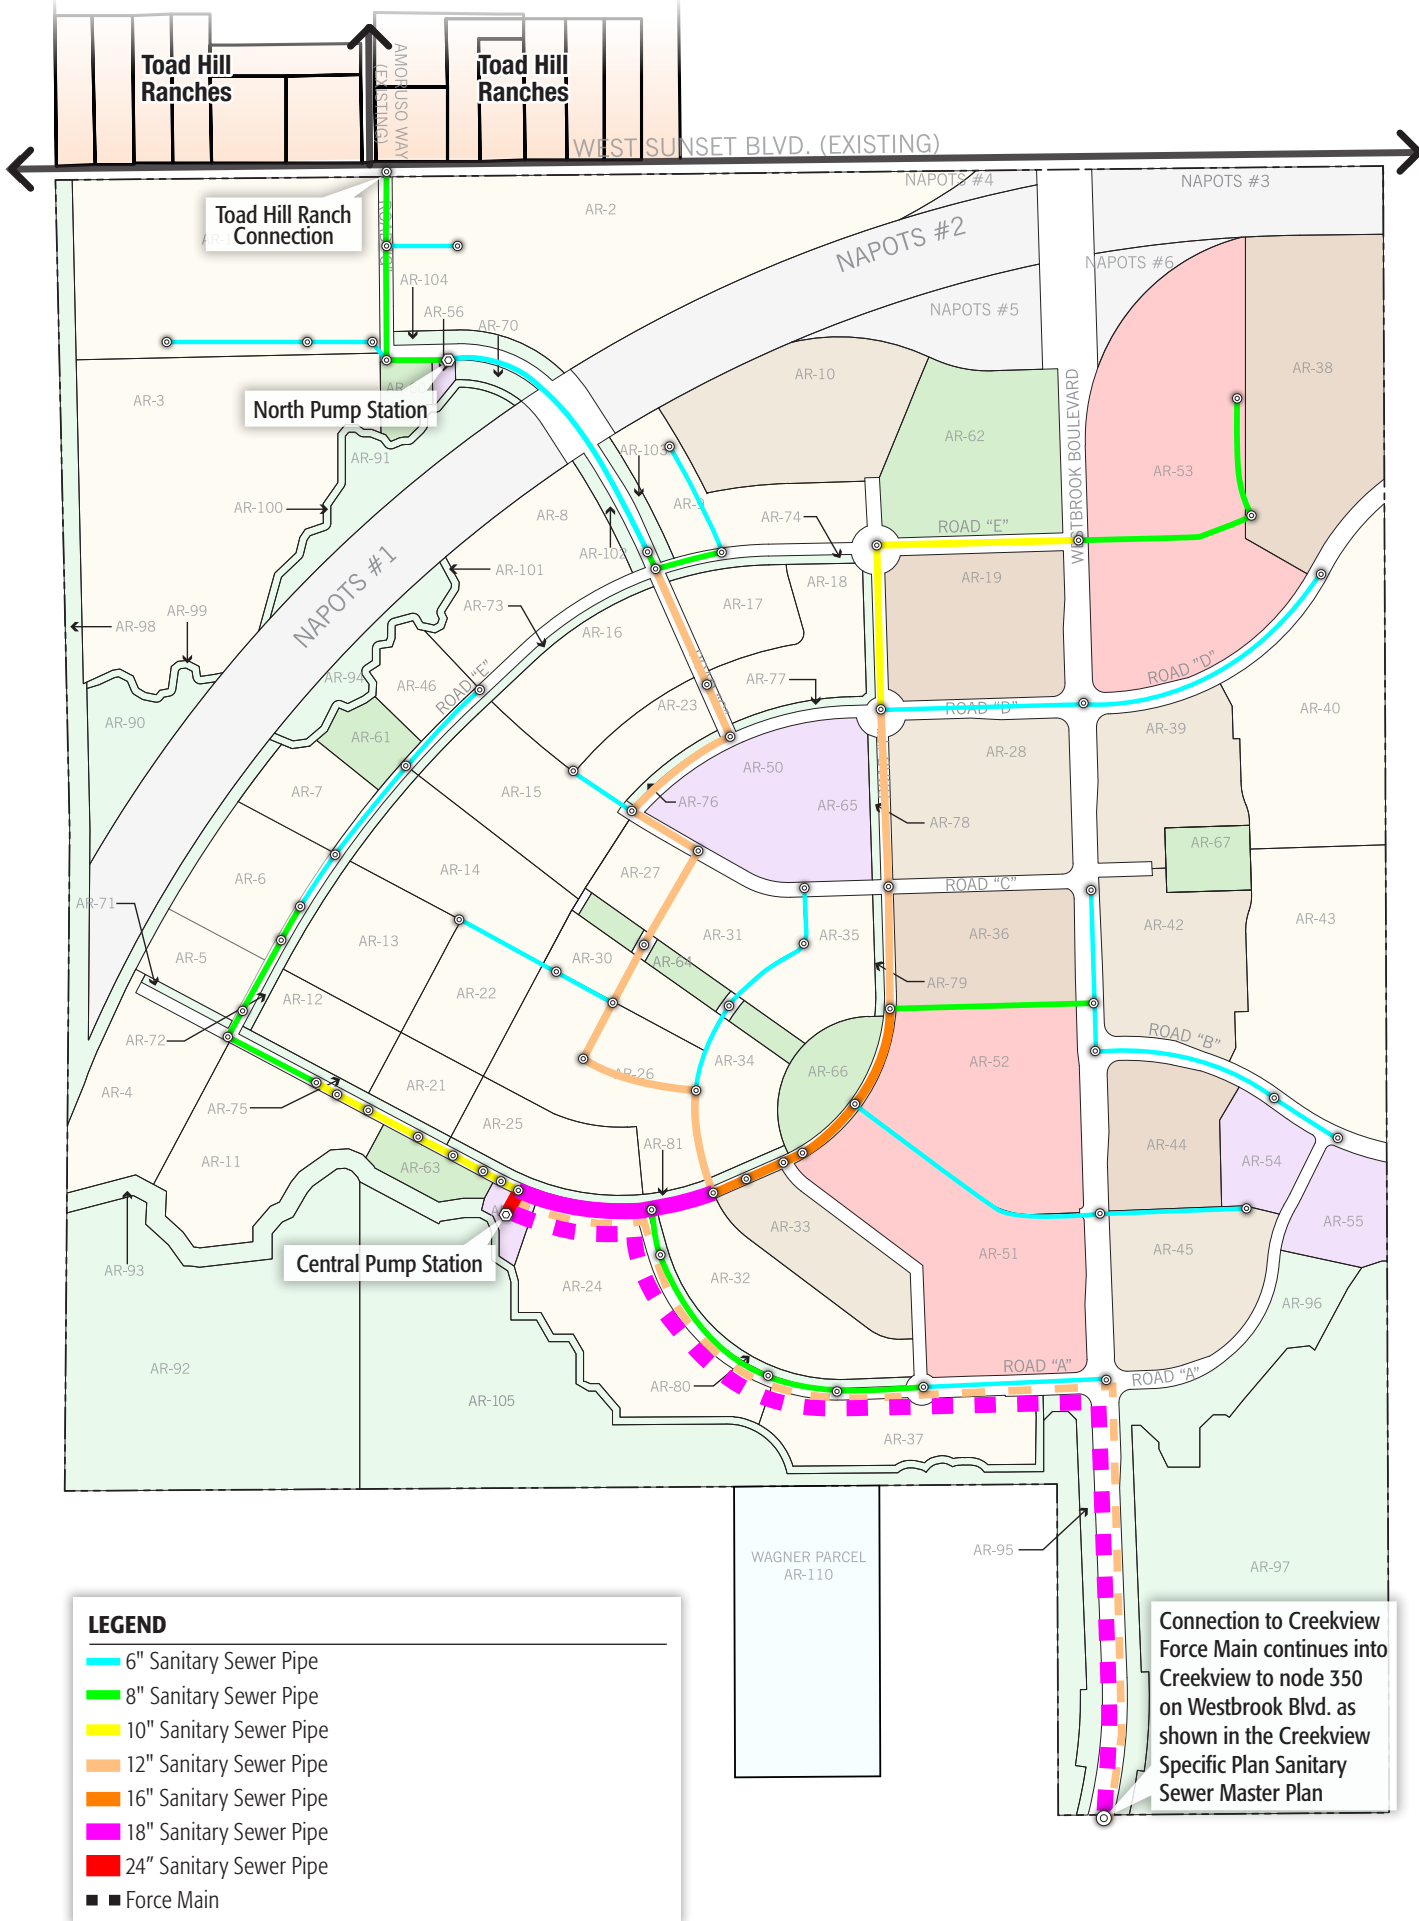 Toad Hill
Ranches
AMORUSO WAY
(EXISTING)
Toad Hill
Ranches
WEST SUNSET BLVD. (EXISTING)
NAPOTS #4
NAPOTS #3
Toad Hill Ranch
Connection
AR-2
NAPOTS #2
NAPOTS #6
AR-104
AR-56
AR-70
NAPOTS #5
AR-10
AR-38
AR-3
North Pump Station
WESTBROOK BOULEVARD
AR-62
AR-91
AR-103
AR-53
AR-100
AR-8
AR-9
AR-74
ROAD "E"
AR-102
NAPOTS #1
AR-101
AR-18
AR-19
AR-99
AR-98
AR-73
AR-17
AR-16
AR-94
AR-46
ROAD "E"
AR-77
ROAD "D"
AR-23
ROAD "D"
AR-40
AR-90
AR-61
AR-39
AR-28
AR-50
AR-7
AR-15
AR-76
AR-65
AR-78
AR-67
AR-14
AR-27
AR-6
ROAD "C"
AR-71
AR-43
AR-42
AR-13
AR-31
AR-35
AR-36
AR-5
AR-30
AR-64
AR-79
AR-22
AR-12
AR-72
ROAD "B"
AR-34
AR-52
AR-4
AR-26
AR-66
AR-21
AR-75
AR-25
AR-81
AR-44
AR-11
AR-63
AR-54
AR-33
AR-55
Central Pump Station
AR-51
AR-45
AR-93
AR-24
AR-32
AR-96
AR-92
ROAD "A"
ROAD "A"
AR-80
AR-105
AR-37
AR-95
WAGNER PARCEL
AR-110
AR-97
Connection to Creekview
Force Main continues into
Creekview to node 350
on Westbrook Blvd. as
shown in the Creekview
Specific Plan Sanitary
Sewer Master Plan
LEGEND
6" Sanitary Sewer Pipe
8" Sanitary Sewer Pipe
10" Sanitary Sewer Pipe
12" Sanitary Sewer Pipe
16" Sanitary Sewer Pipe
18" Sanitary Sewer Pipe
24" Sanitary Sewer Pipe
Force Main